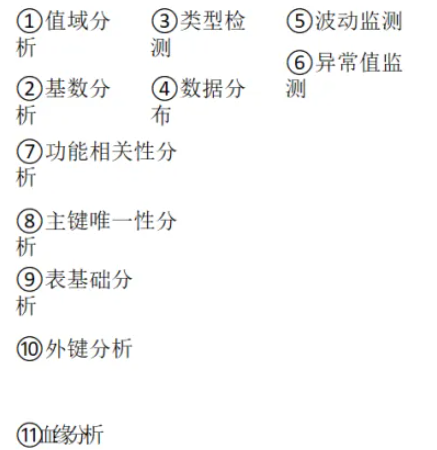 ①值域分
析
②基数分
析
③类型检
测
④数据分
布
⑤波动监测
⑥异常值监
测
⑦功能相关性分
析
⑧主键唯一性分
析
⑨表基础分
析
⑩外键分析
⑪血缘分析